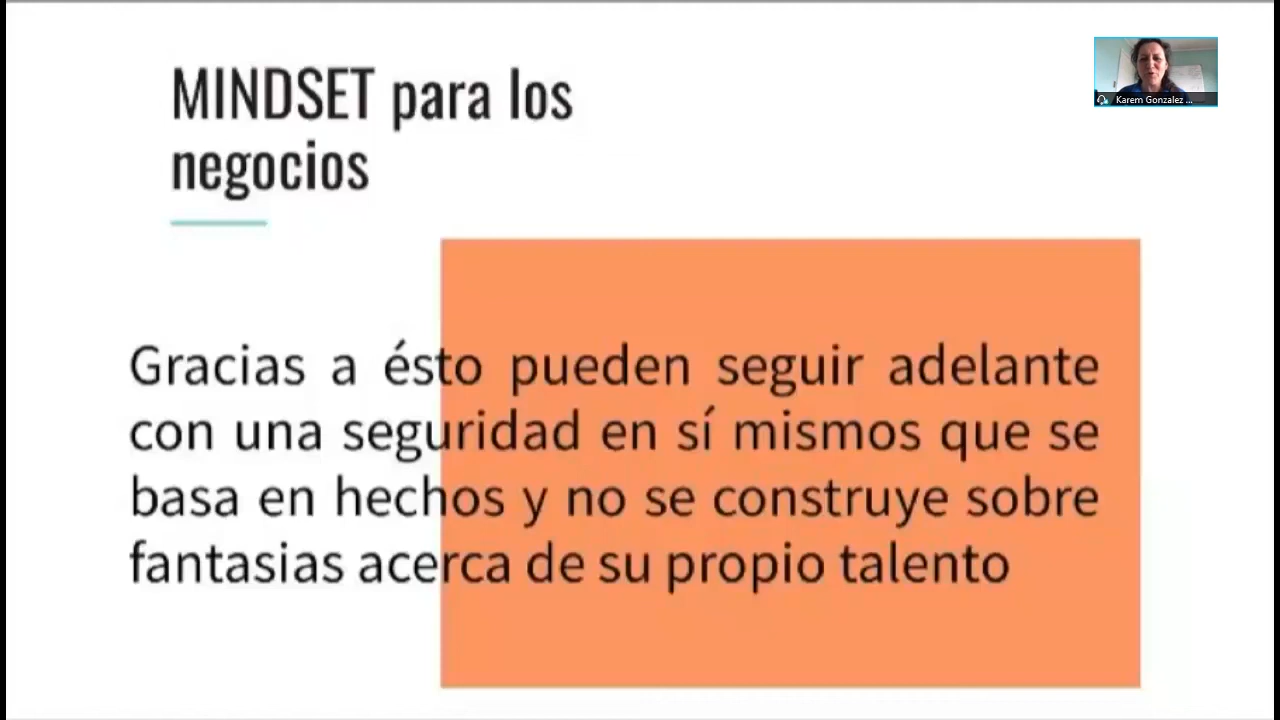 MINDSET para los
negocios
Karem Gonzalez ...
Gracias a ésto pueden seguir adelante
con una seguridad en sí mismos que se
basa en hechos y no se construye sobre
fantasias acerca de su propio talento